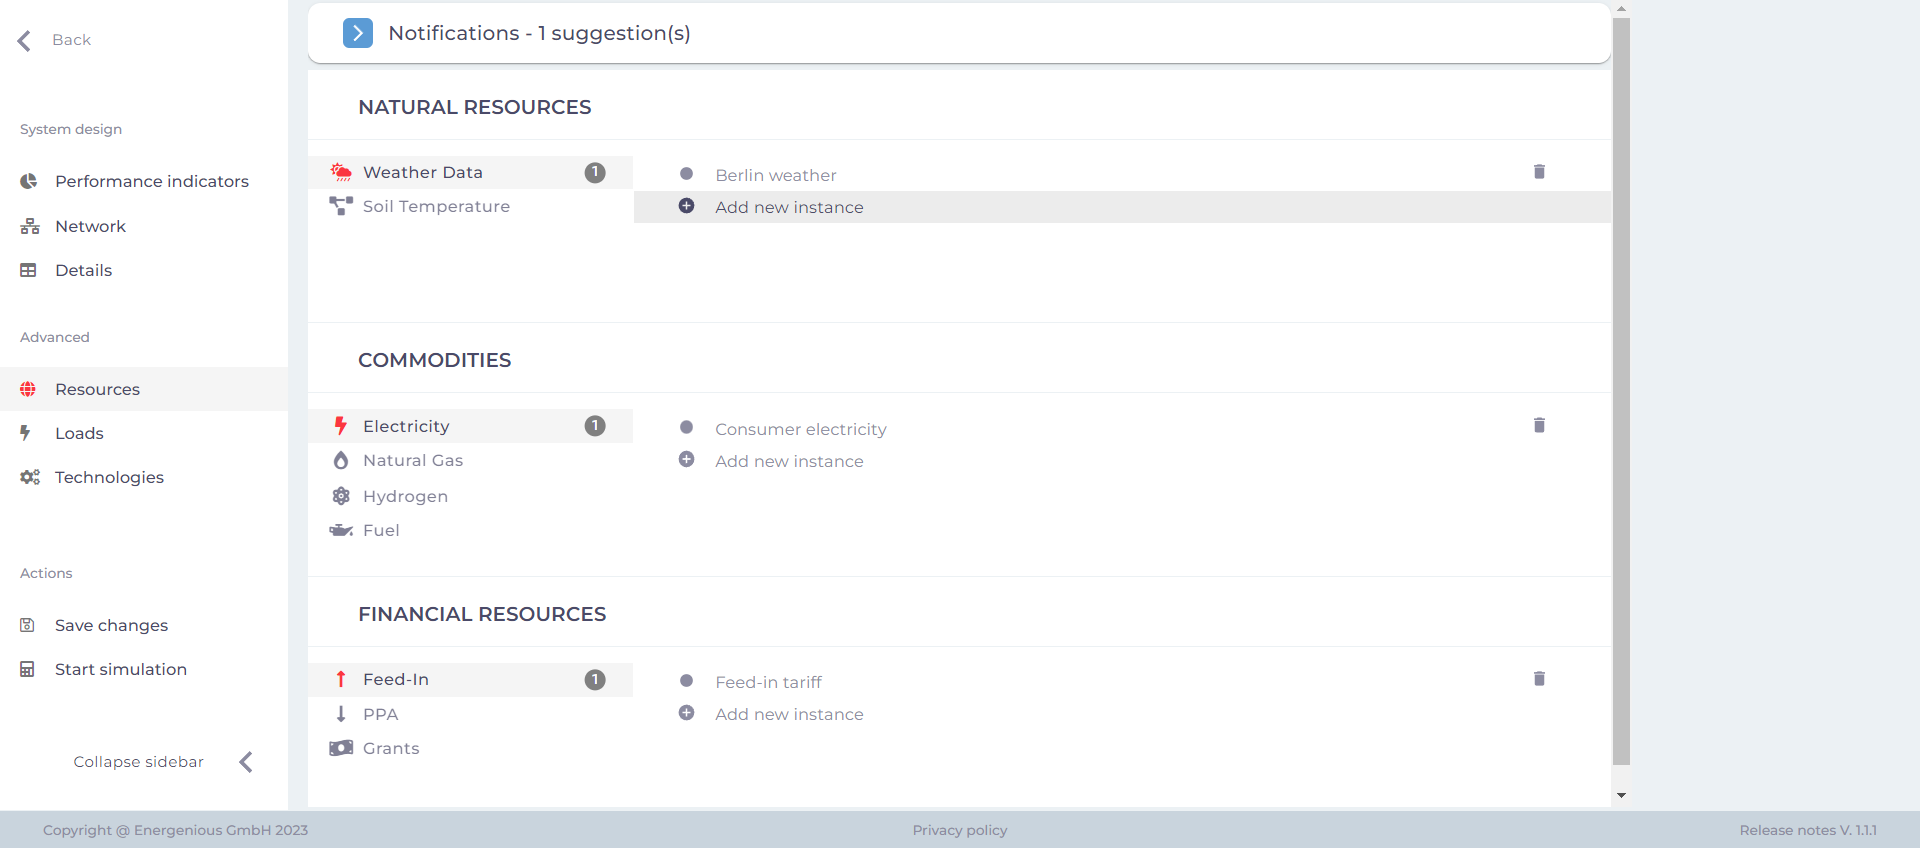 Back
System design
Performance indicators
Network
Details
Advanced
Resources
Loads
Technologies
Actions
Save changes
Start simulation
Collapse sidebar
Notifications - 1 suggestion(s)
NATURAL RESOURCES
Weather Data 1
Soil Temperature
Berlin weather
Add new instance
COMMODITIES
Electricity 1
Natural Gas
Hydrogen
Fuel
Consumer electricity
Add new instance
FINANCIAL RESOURCES
Feed-In 1
PPA
Grants
Feed-in tariff
Add new instance
Copyright @ Energenious GmbH 2023
Privacy policy
Release notes V. 1.1.1